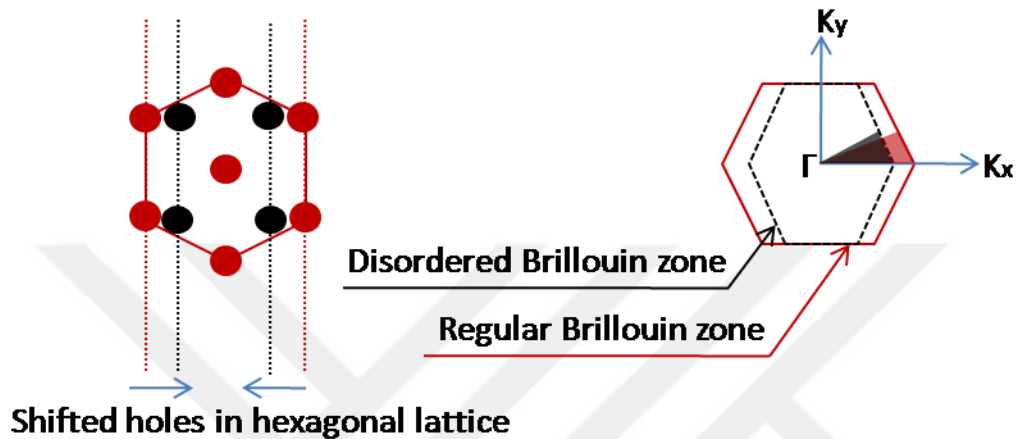 Ky
Γ
Kx
Disordered Brillouin zone
Regular Brillouin zone
Shifted holes in hexagonal lattice